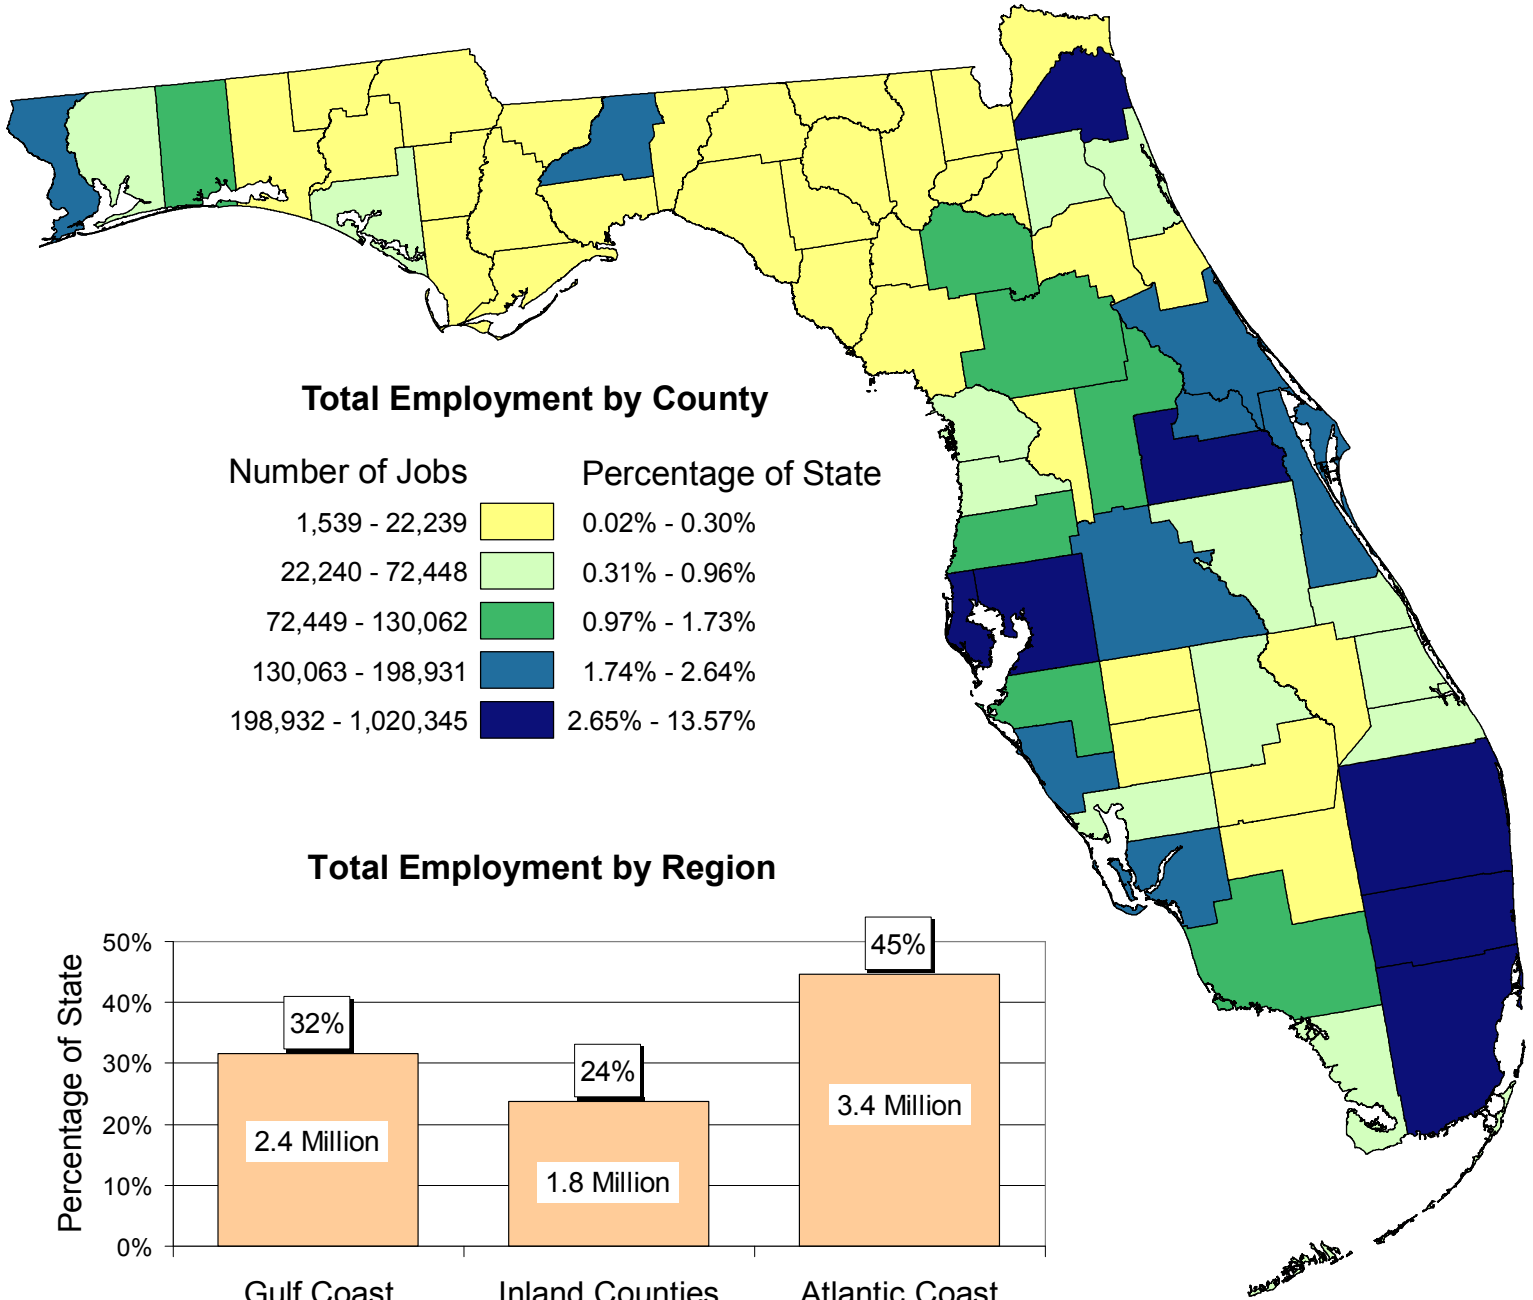 Total Employment by County
Number of Jobs Percentage of State
1,539 - 22,239 0.02% - 0.30%
22,240 - 72,448 0.31% - 0.96%
72,449 - 130,062 0.97% - 1.73%
130,063 - 198,931 1.74% - 2.64%
198,932 - 1,020,345 2.65% - 13.57%
Total Employment by Region
Percentage of State
50%
40%
30%
20%
10%
0%
32%
24%
45%
2.4 Million
1.8 Million
3.4 Million
Gulf Coast Inland Counties Atlantic Coast